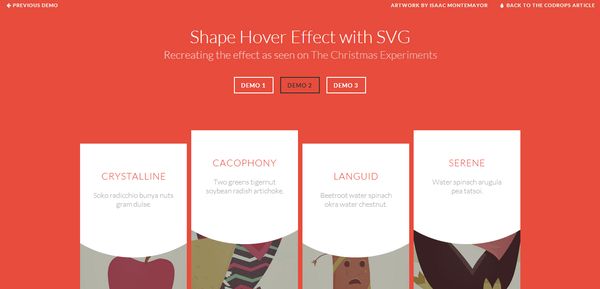 PREVIOUS DEMO
ARTWORK BY ISAAC MONTEMAYOR
BACK TO THE CODROPS ARTICLE
Shape Hover Effect with SVG
Recreating the effect as seen on The Christmas Experiments
DEMO 1
DEMO 2
DEMO 3
CRYSTALLINE
Soko radicchio bunya nuts
gram dulse.
CACOPHONY
Two greens tigernut
soybean radish artichoke.
LANGUID
Beetroot water spinach
okra water chestnut.
SERENE
Water spinach arugula
pea tatsoi.